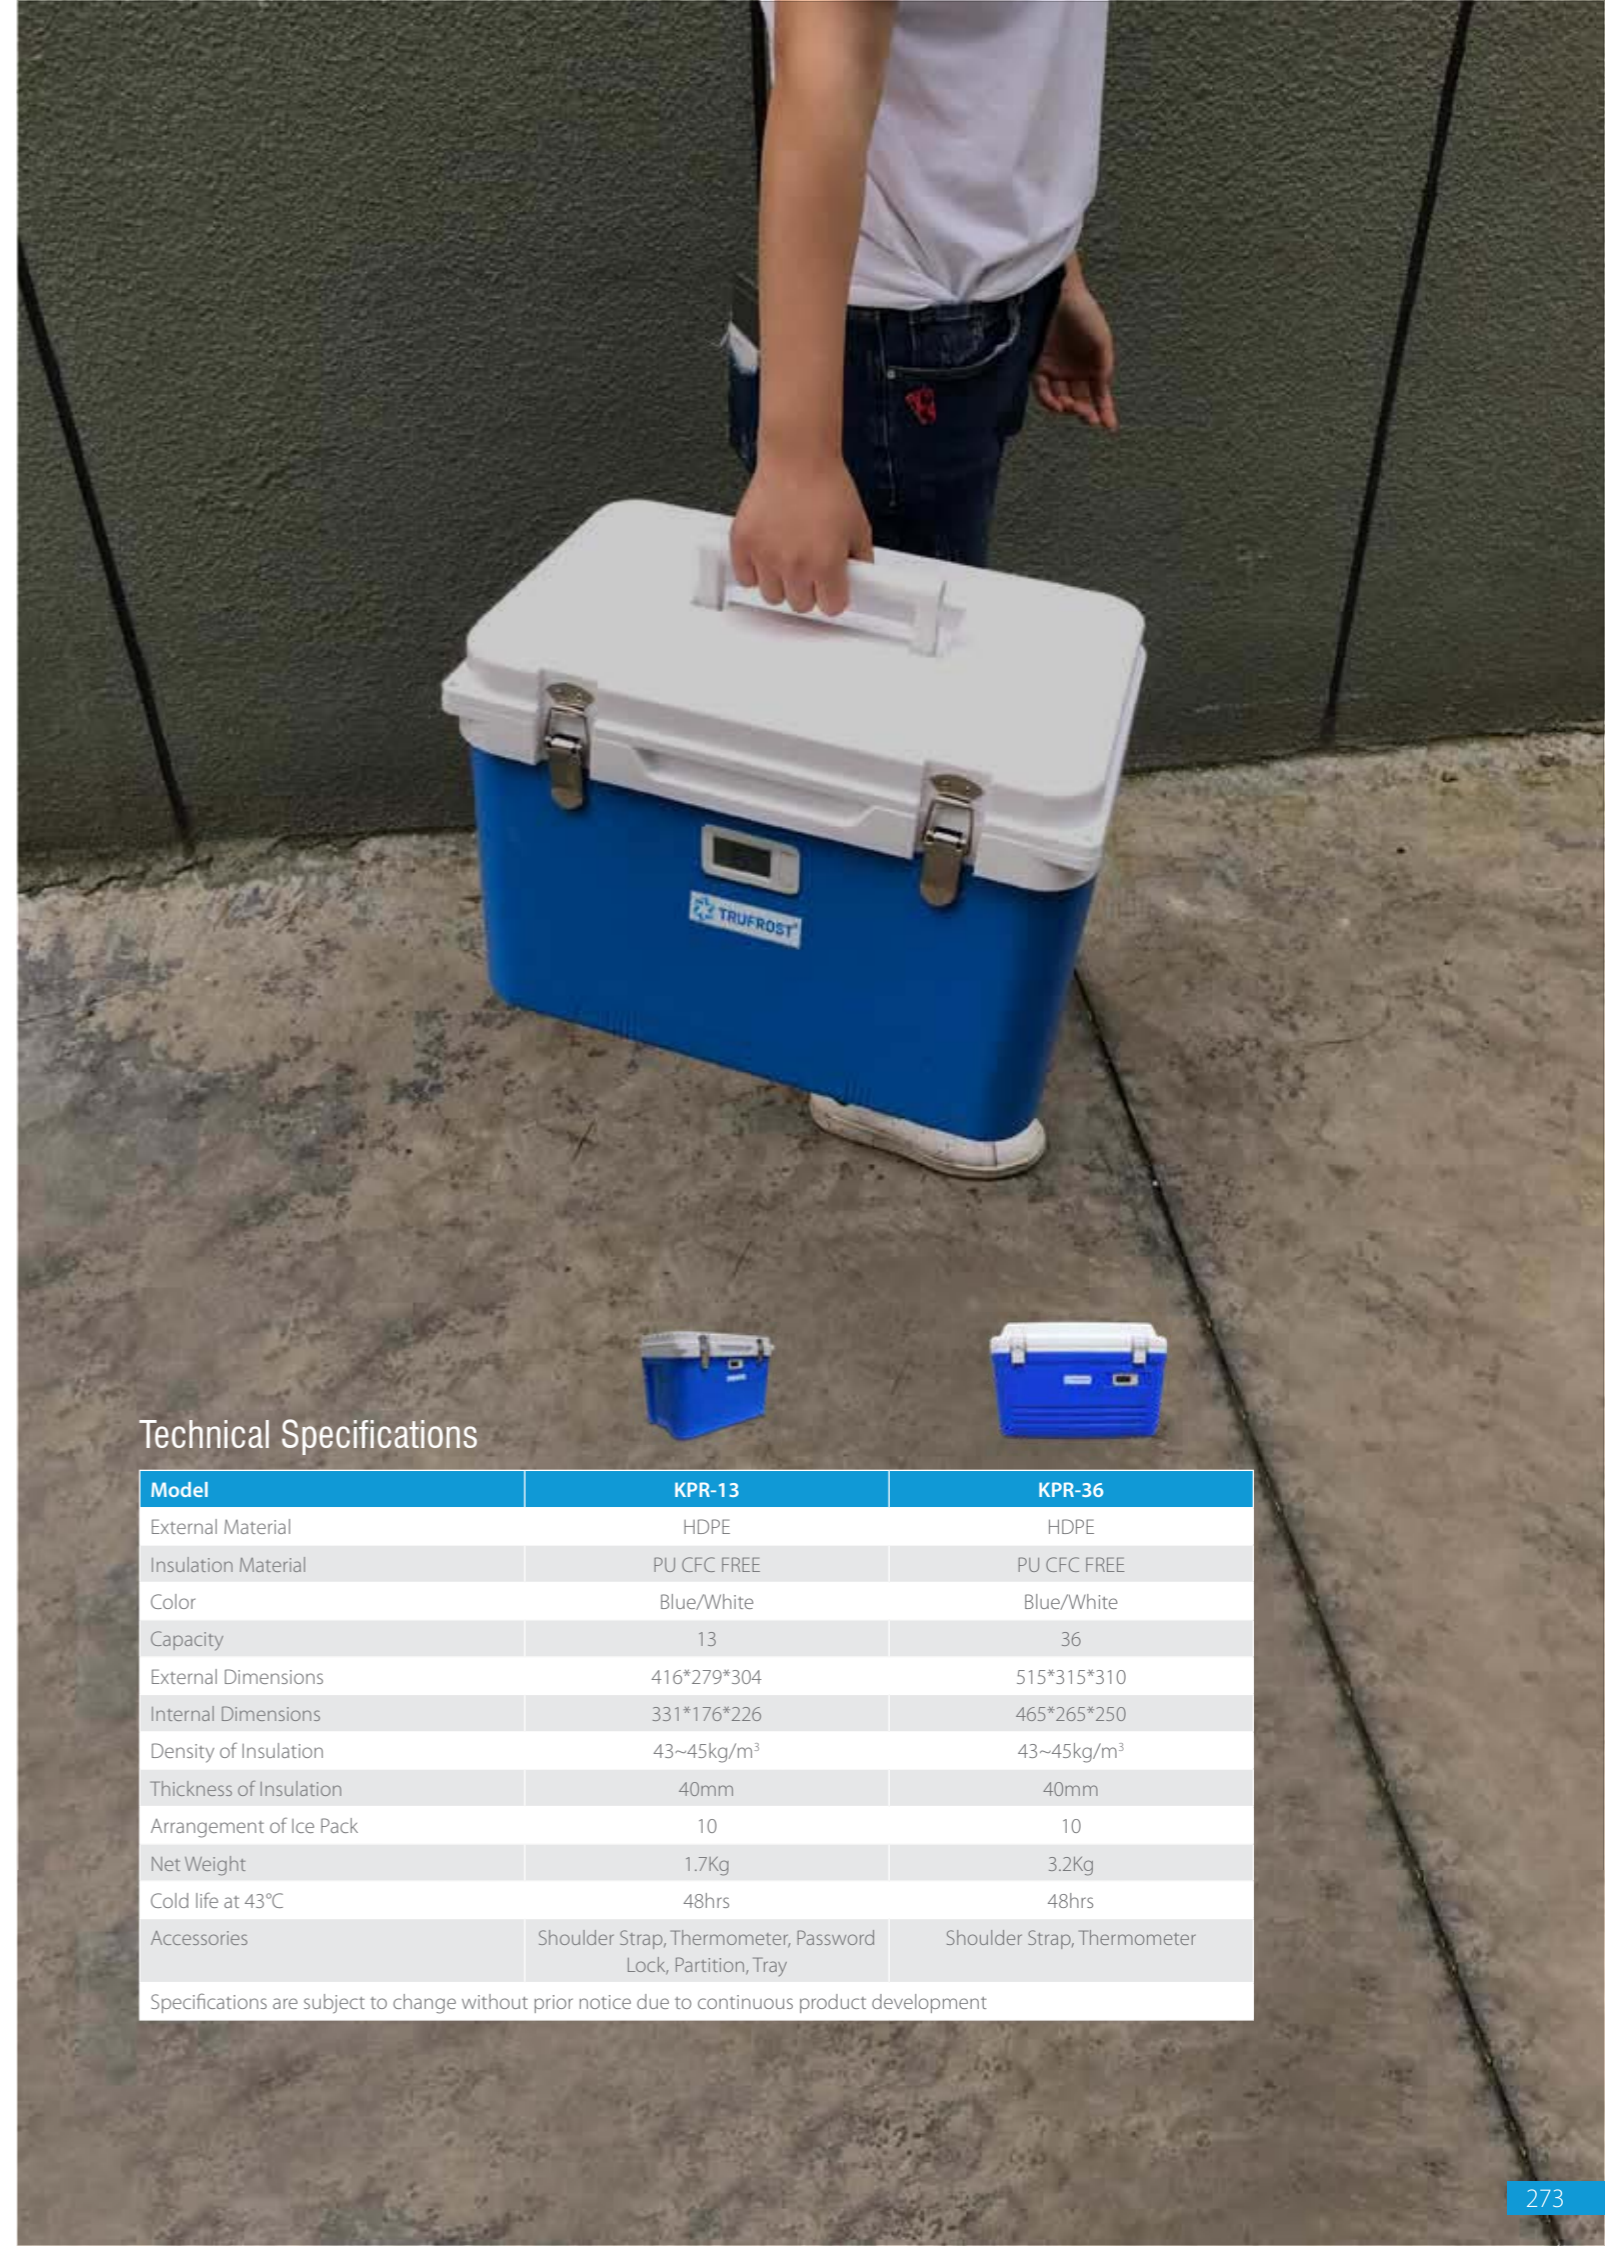 TRUFROST
Technical Specifications
Model KPR-13 KPR-36
External Material HDPE HDPE
Insulation Material PU CFC FREE PU CFC FREE
Color Blue/White Blue/White
Capacity 13 36
External Dimensions 416*279*304 515*315*310
Internal Dimensions 331*176*226 465*265*250
Density of Insulation 43~45kg/m³ 43~45kg/m³
Thickness of Insulation 40mm 40mm
Arrangement of Ice Pack 10 10
Net Weight 1.7Kg 3.2Kg
Cold life at 43°C 48hrs 48hrs
Accessories Shoulder Strap, Thermometer, Password Shoulder Strap, Thermometer
Lock, Partition, Tray
Specifications are subject to change without prior notice due to continuous product development
273